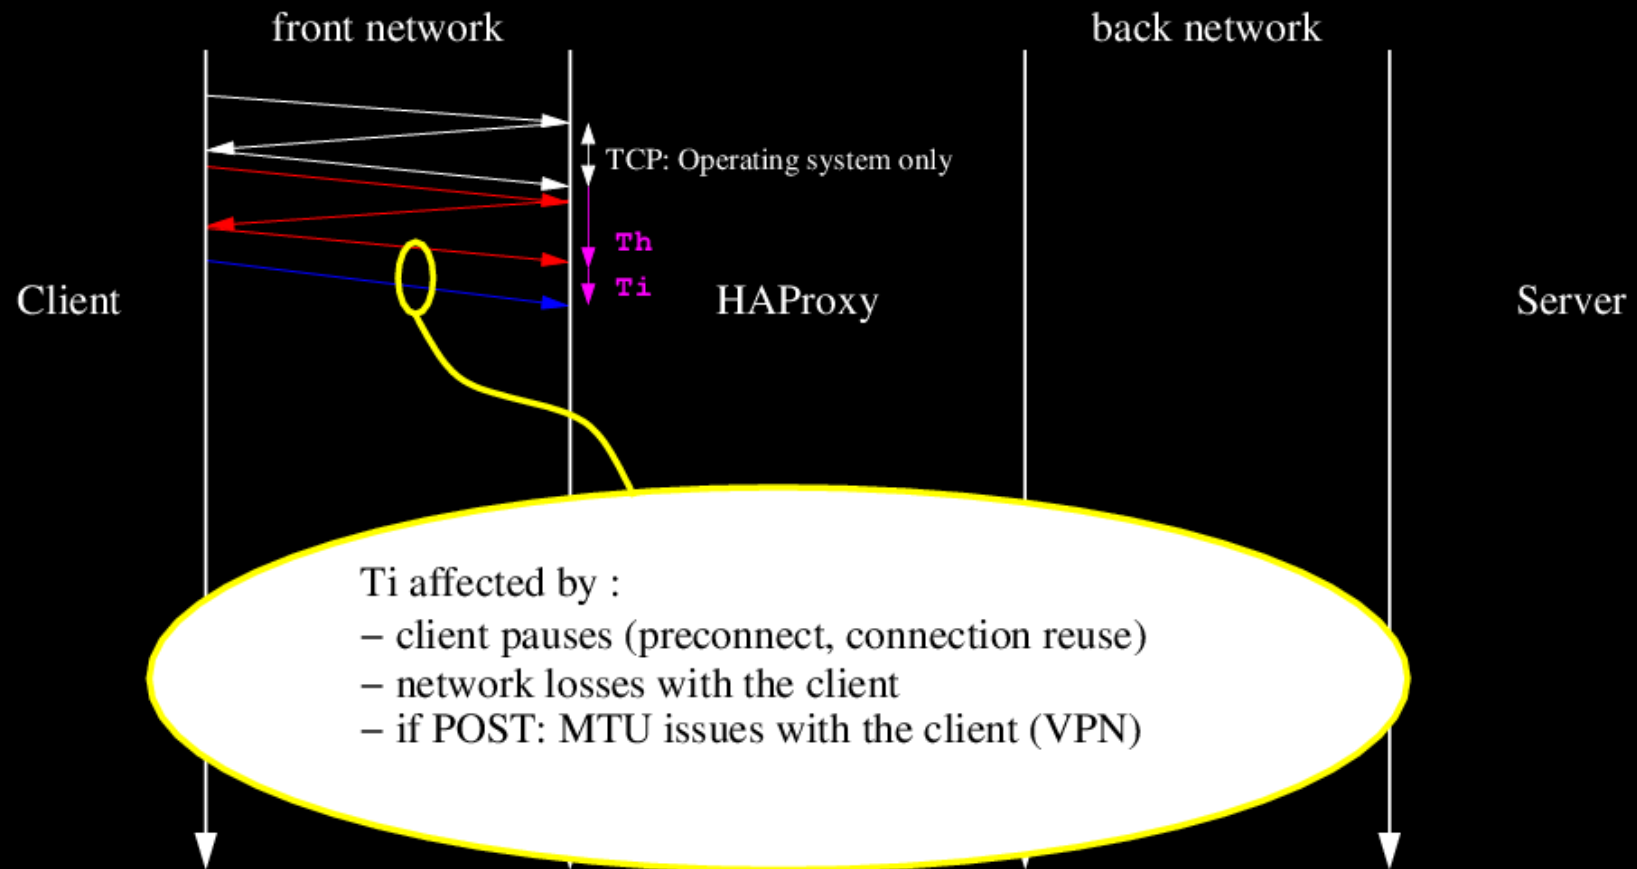 front network
back network
TCP: Operating system only
Th
Ti
Client
HAProxy
Server
Ti affected by :
– client pauses (preconnect, connection reuse)
– network losses with the client
– if POST: MTU issues with the client (VPN)